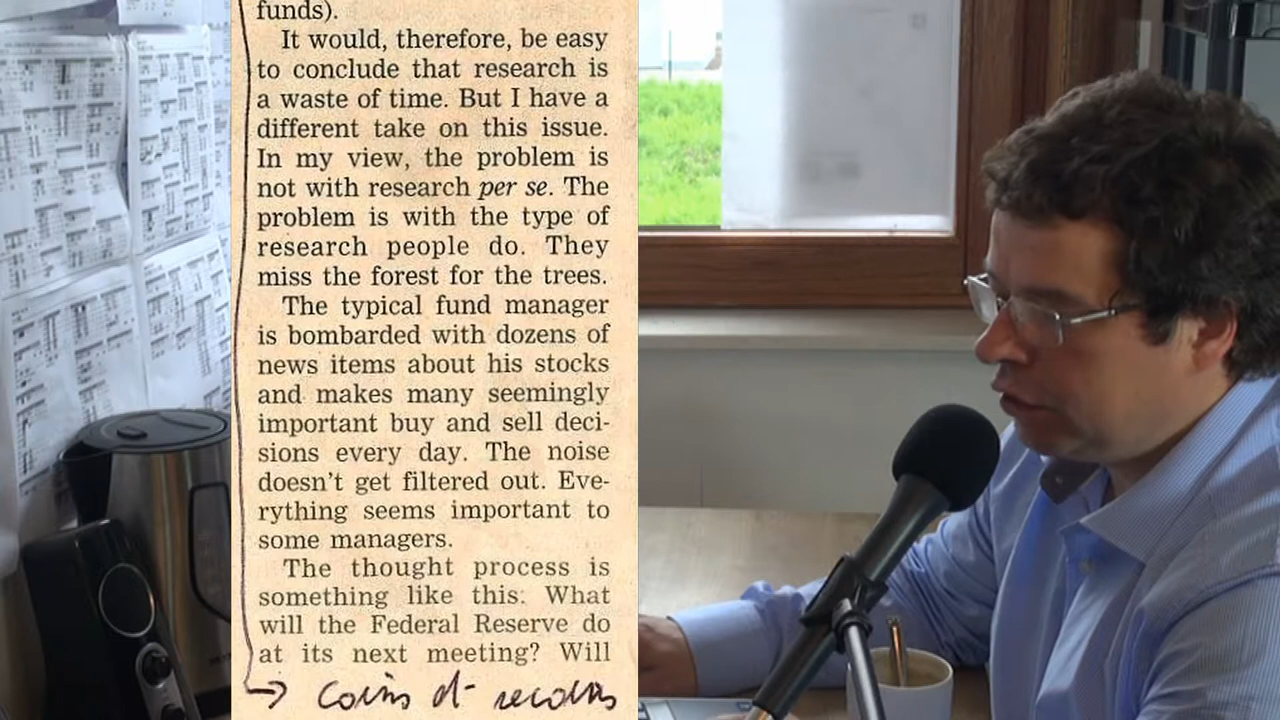 funds).
It would, therefore, be easy
to conclude that research is
a waste of time. But I have a
different take on this issue.
In my view, the problem is
not with research per se. The
problem is with the type of
research people do. They
miss the forest for the trees.
The typical fund manager
is bombarded with dozens of
news items about his stocks
and makes many seemingly
important buy and sell deci-
sions every day. The noise
doesn't get filtered out. Eve-
rything seems important to
some managers.
The thought process is
something like this: What
will the Federal Reserve do
at its next meeting? Will